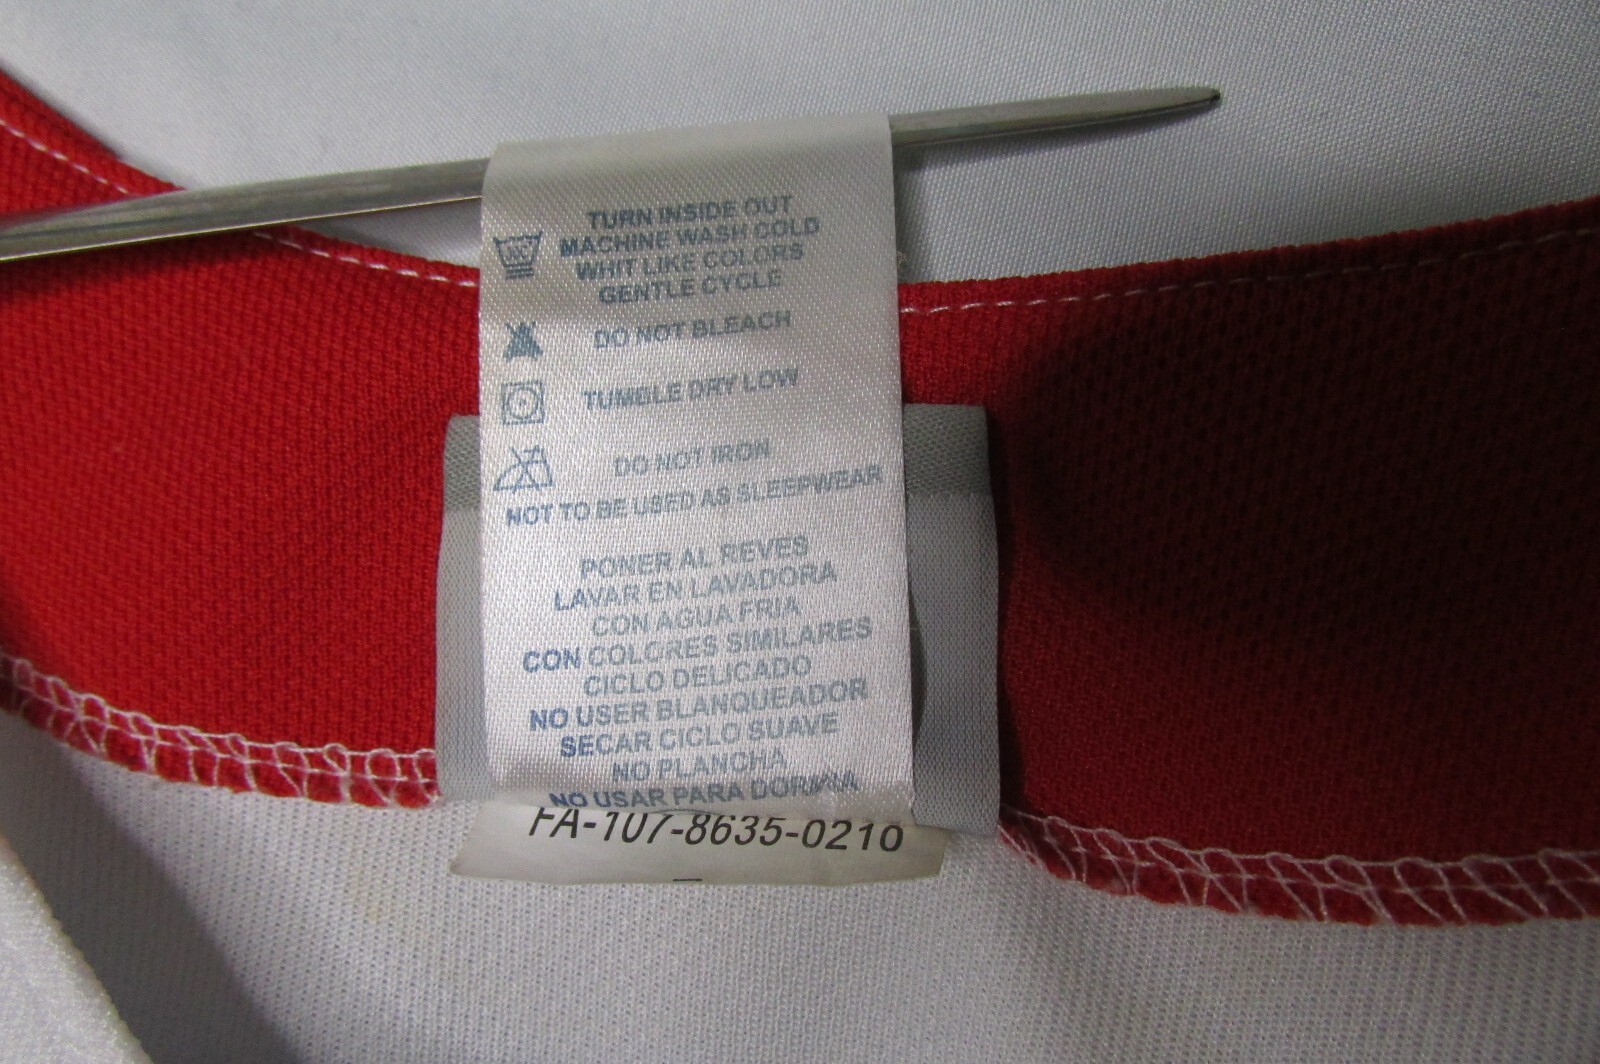 TURN INSIDE OUT
MACHINE WASH COLD
WHIT LIKE COLORS
GENTLE CYCLE
DO NOT BLEACH
TUMBLE DRY LOW
DO NOT IRON
NOT TO BE USED AS SLEEPWEAR
PONER AL REVES
LAVAR EN LAVADORA
CON AGUA FRIA
CON COLORES SIMILARES
CICLO DELICADO
NO USER BLANQUEADOR
SECAR CICLO SUAVE
NO PLANCHA
NO USAR PARA
FA-107-8635-0210